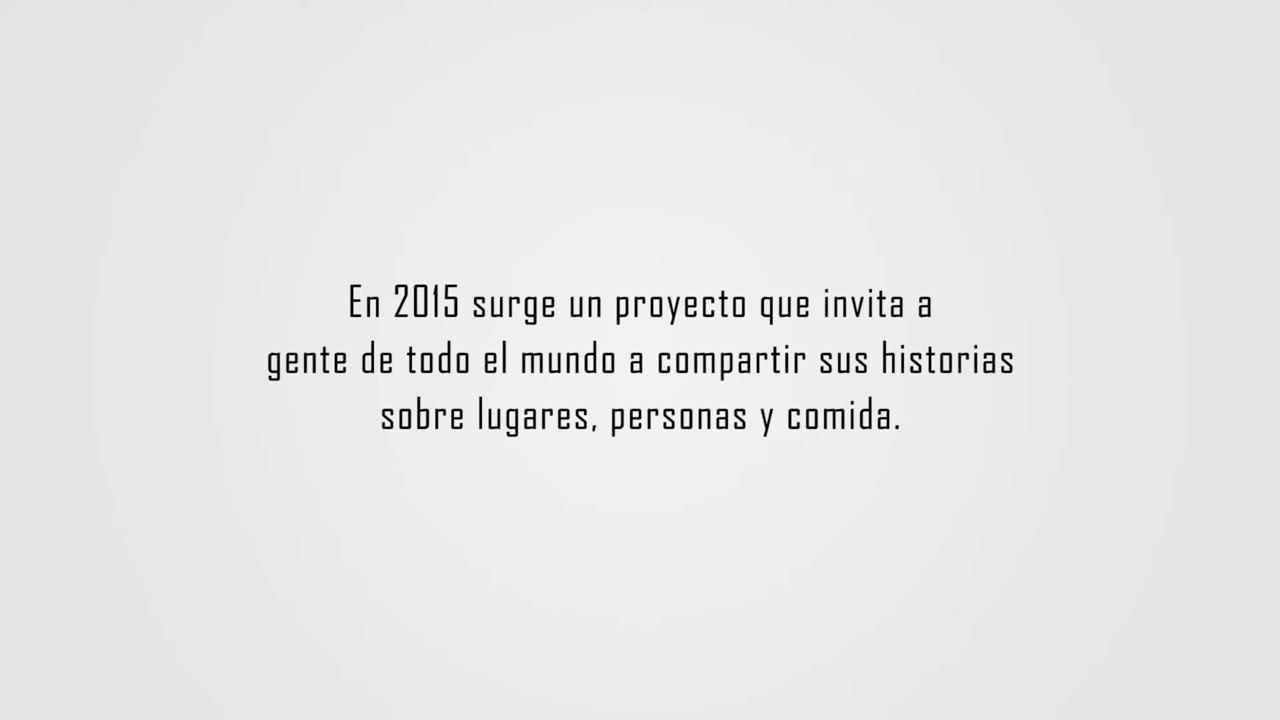 En 2015 surge un proyecto que invita a
gente de todo el mundo a compartir sus historias
sobre lugares, personas y comida.